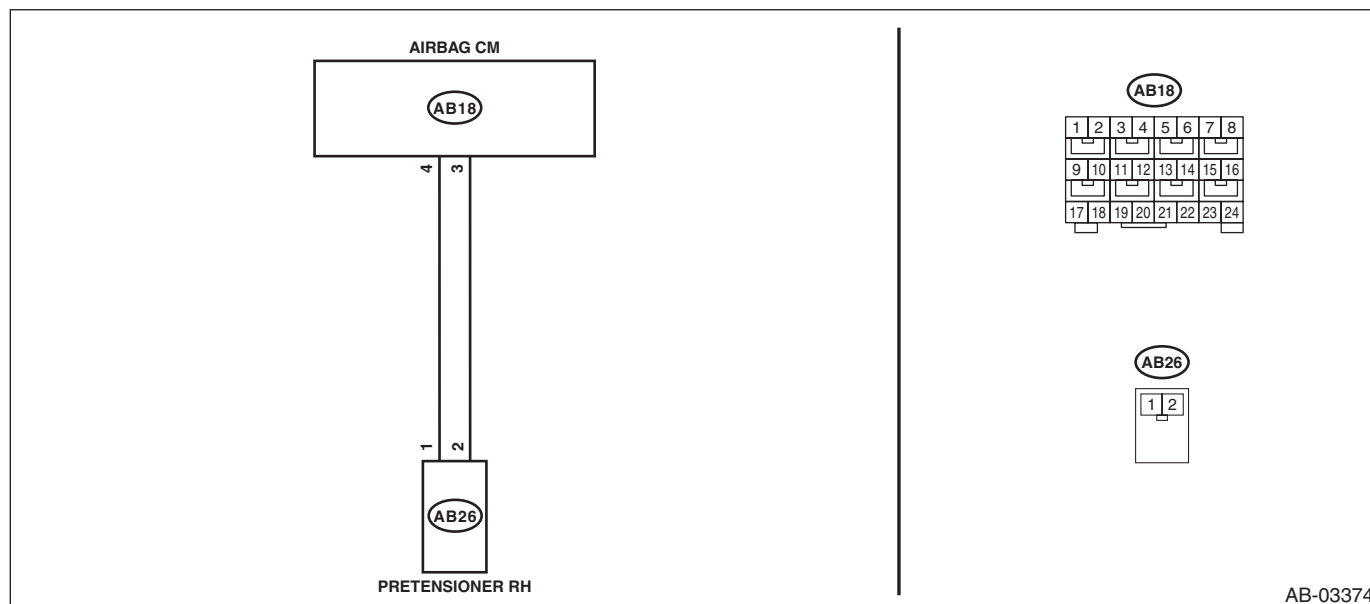 AIRBAG CM
AB18
4 3
1 2
AB26
PRETENSIONER RH
AB18
1 2 3 4 5 6 7 8
9 10 11 12 13 14 15 16
17 18 19 20 21 22 23 24
AB26
1 2
AB-03374